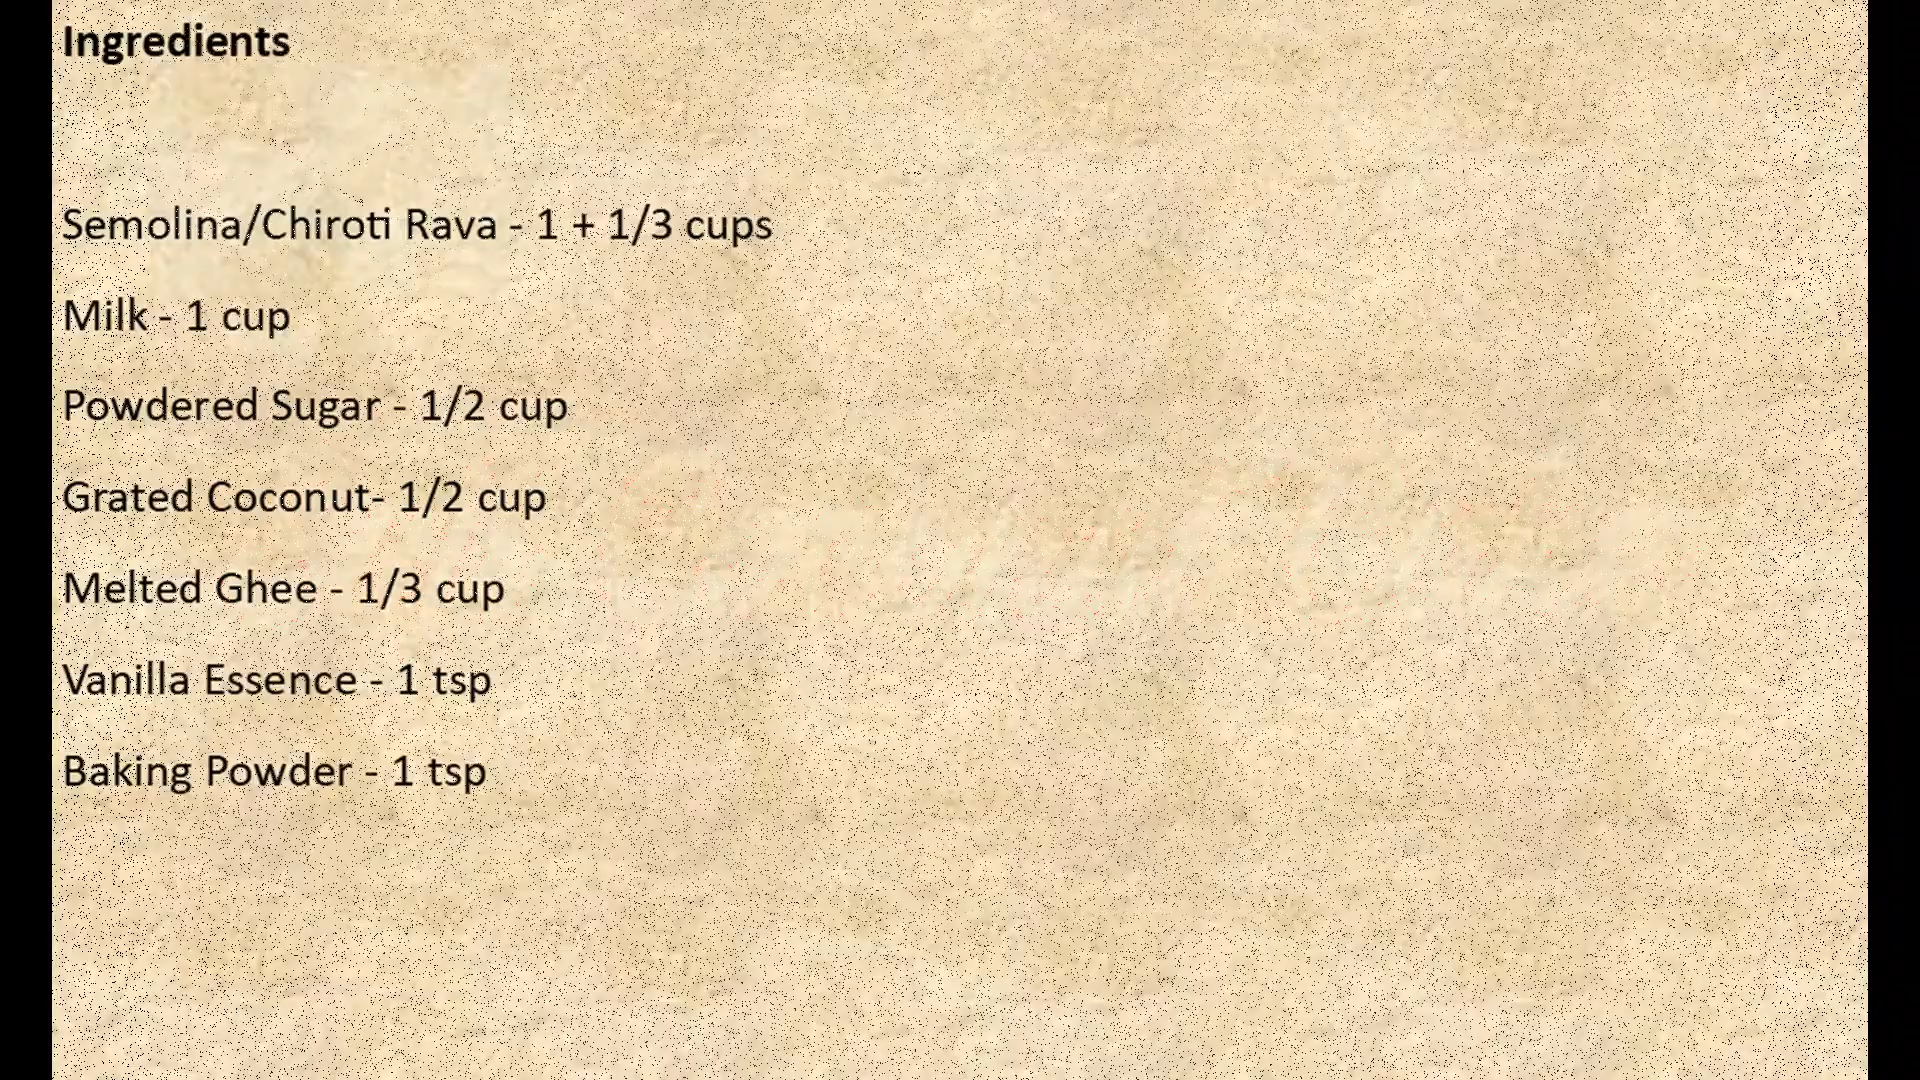 Ingredients
Semolina/Chiroti Rava - 1 + 1/3 cups
Milk - 1 cup
Powdered Sugar - 1/2 cup
Grated Coconut- 1/2 cup
Melted Ghee - 1/3 cup
Vanilla Essence - 1 tsp
Baking Powder - 1 tsp